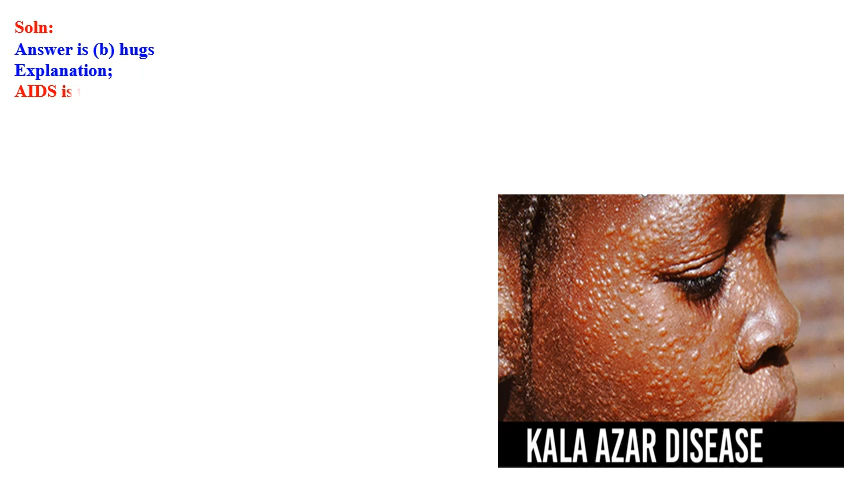 Soln:
Answer is (b) hugs
Explanation;
AIDS is
KALA AZAR DISEASE